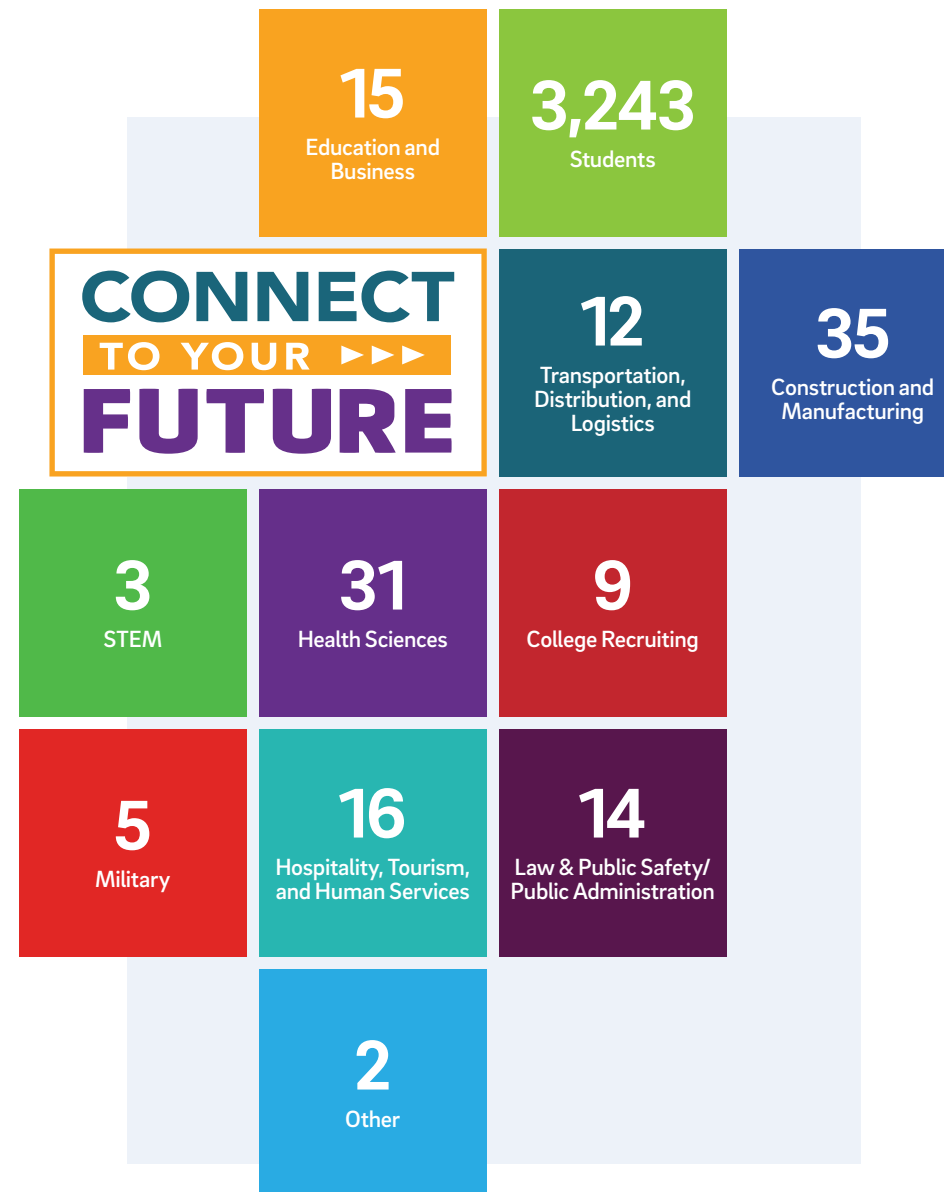 15
Education and
Business
3,243
Students
CONNECT
TO YOUR
FUTURE
12
Transportation,
Distribution, and
Logistics
35
Construction and
Manufacturing
3
STEM
31
Health Sciences
9
College Recruiting
5
Military
16
Hospitality, Tourism,
and Human Services
14
Law & Public Safety/
Public Administration
2
Other